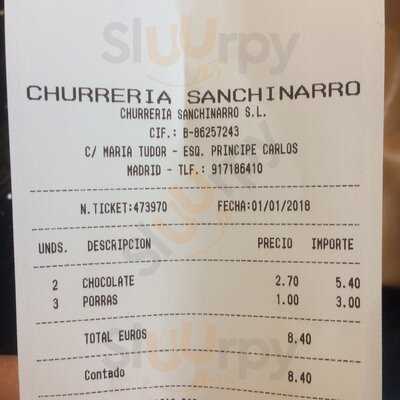 Sluurpy
CHURRERIA SANCHINARRO
CHURRERIA SANCHINARRO S.L.
CIF.: B-86257243
C/ MARIA TUDOR - ESQ. PRINCIPE CARLOS
MADRID - TLF.: 917186410
N.TICKET:473970 FECHA:01/01/2018
UNDS. DESCRIPCION PRECIO IMPORTE
2 CHOCOLATE 2.70 5.40
3 PORRAS 1.00 3.00
Sluurpy
TOTAL EUROS 8.40
Contado 8.40